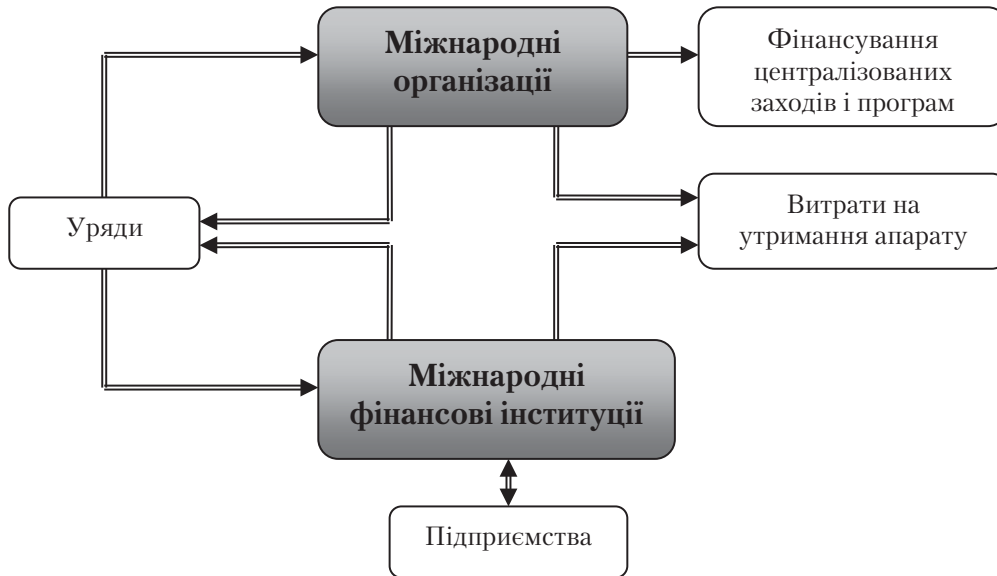 Міжнародні
організації
Фінансування
централізованих
заходів і програм
Уряди
Витрати на
утримання апарату
Міжнародні
фінансові інституції
Підприємства